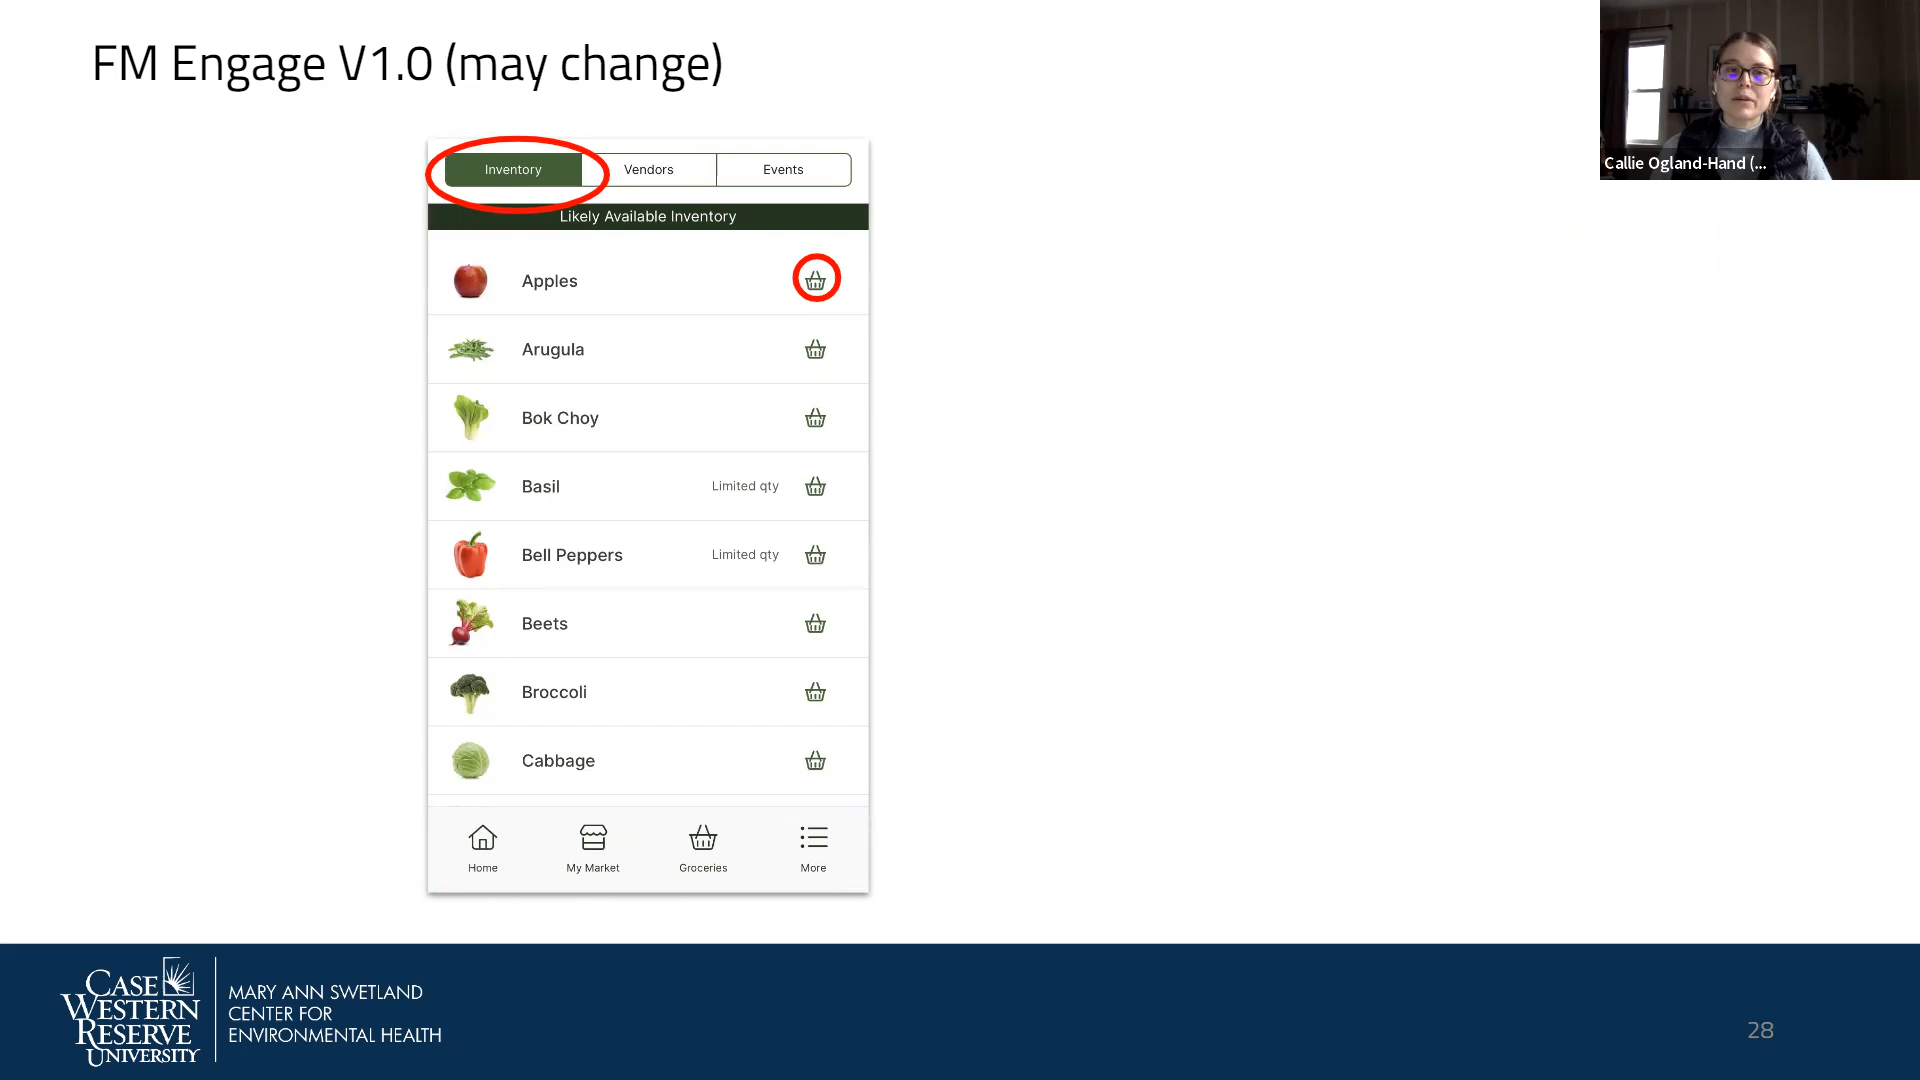 FM Engage V1.0 (may change)
Callie Ogland-Hand (...
Inventory
Vendors
Events
Likely Available Inventory
Apples
Arugula
Bok Choy
Basil
Limited qty
Bell Peppers
Limited qty
Beets
Broccoli
Cabbage
Home
My Market
Groceries
More
CASE
WESTERN
RESERVE
UNIVERSITY
MARY ANN SWETLAND
CENTER FOR
ENVIRONMENTAL HEALTH
28